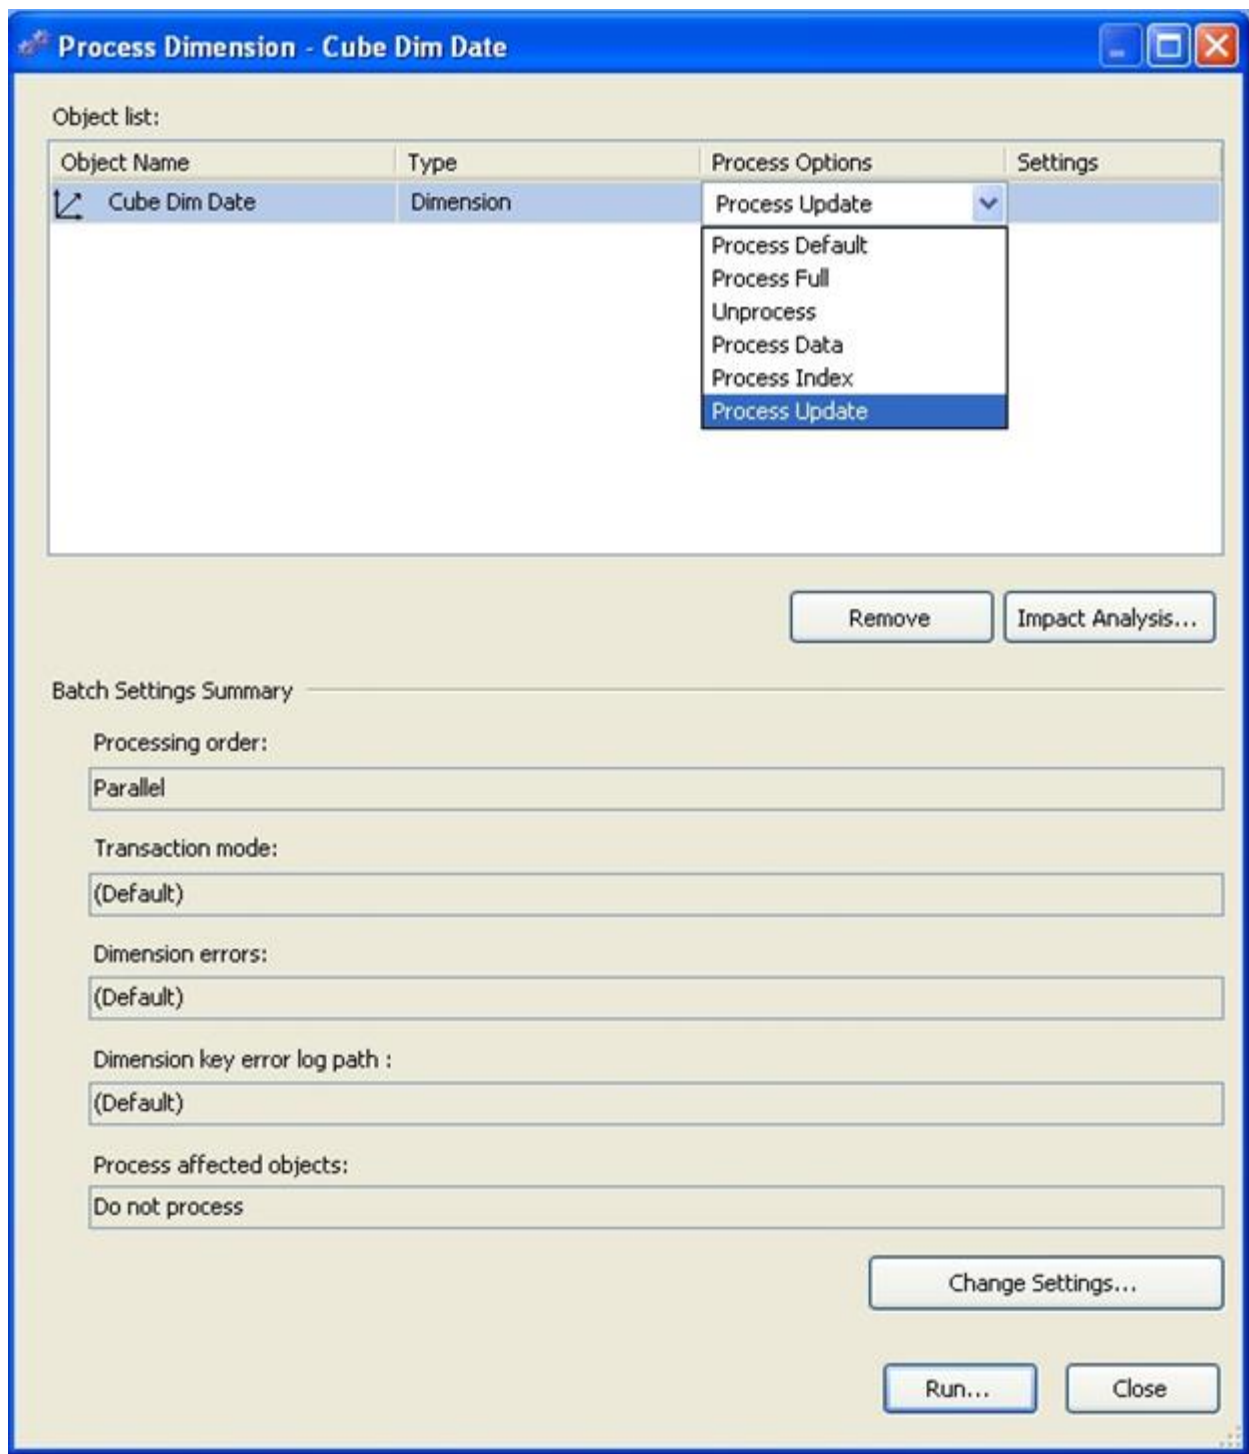 Process Dimension - Cube Dim Date
Object list:
Object Name Type Process Options Settings
Cube Dim Date Dimension Process Update
Process Default
Process Full
Unprocess
Process Data
Process Index
Process Update
Remove Impact Analysis...
Batch Settings Summary
Processing order:
Parallel
Transaction mode:
(Default)
Dimension errors:
(Default)
Dimension key error log path :
(Default)
Process affected objects:
Do not process
Change Settings...
Run... Close